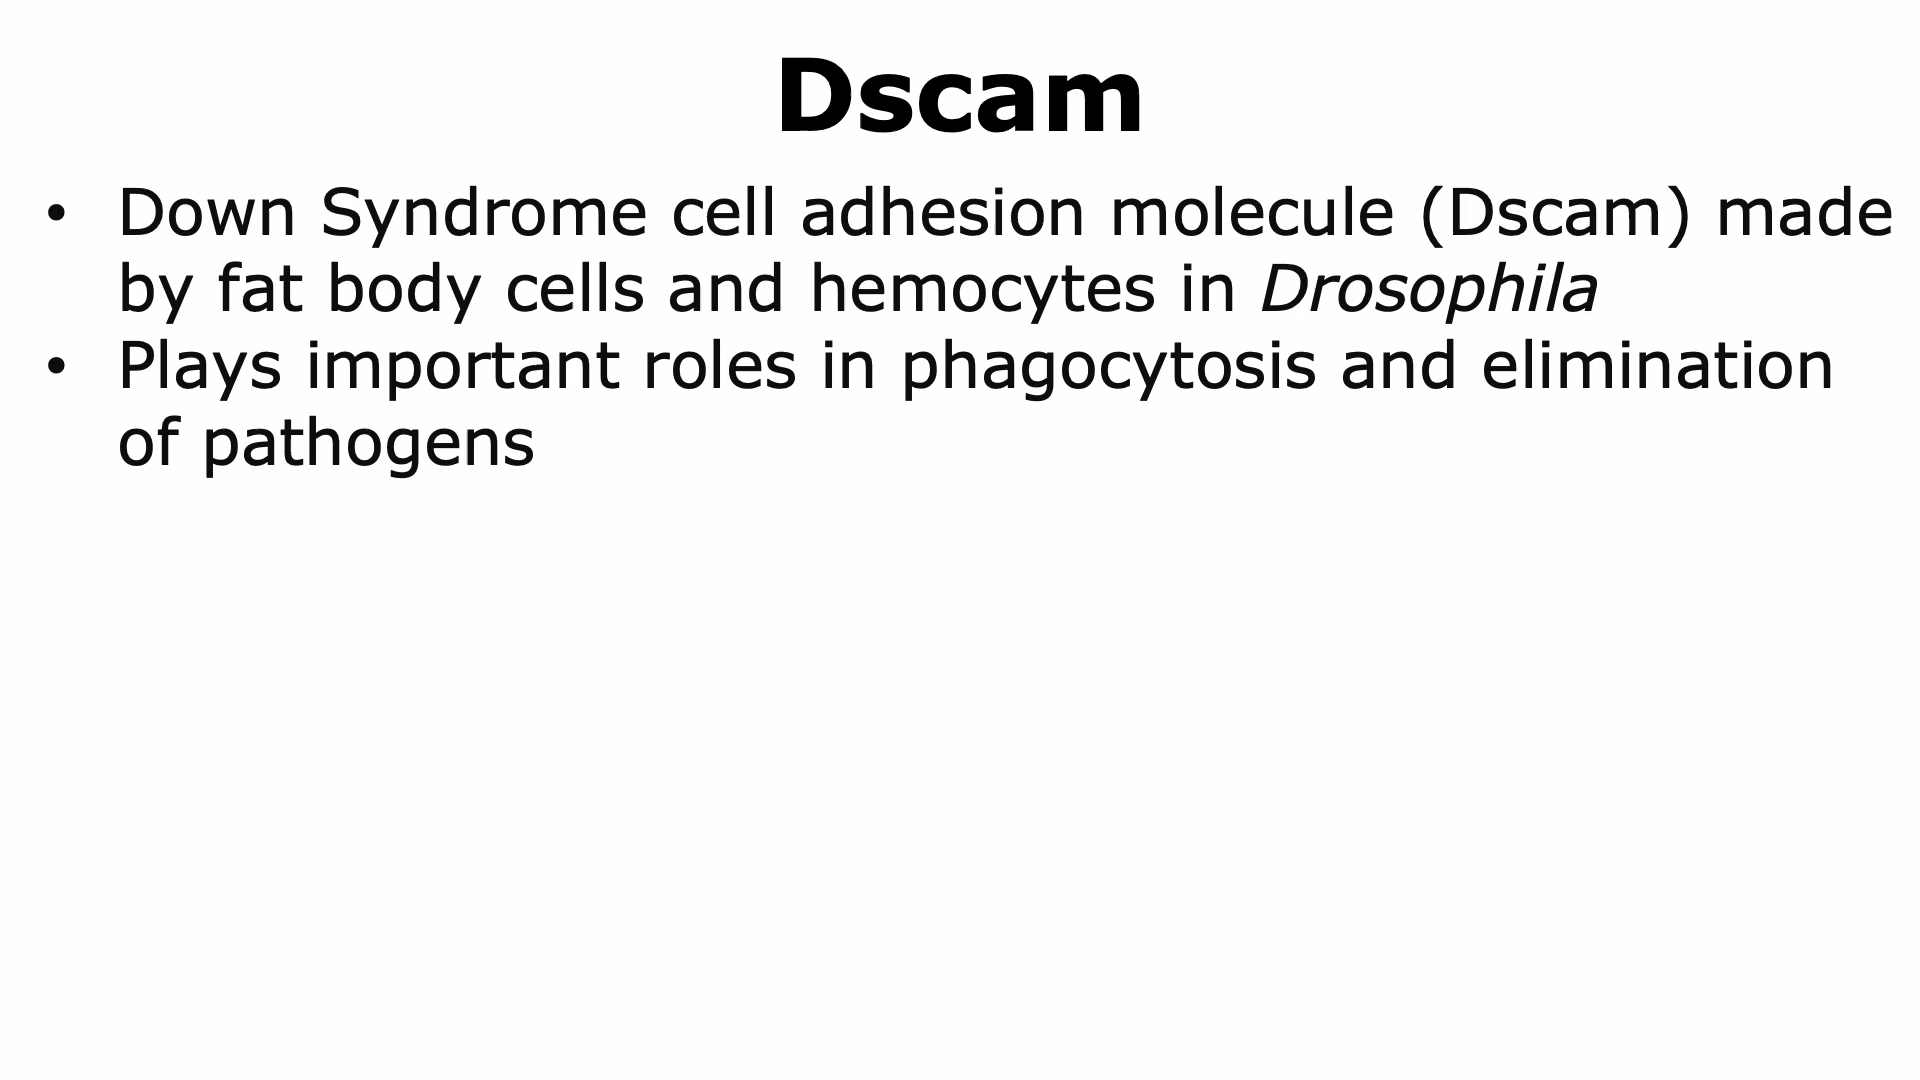 Dscam
• Down Syndrome cell adhesion molecule (Dscam) made
by fat body cells and hemocytes in Drosophila
• Plays important roles in phagocytosis and elimination
of pathogens